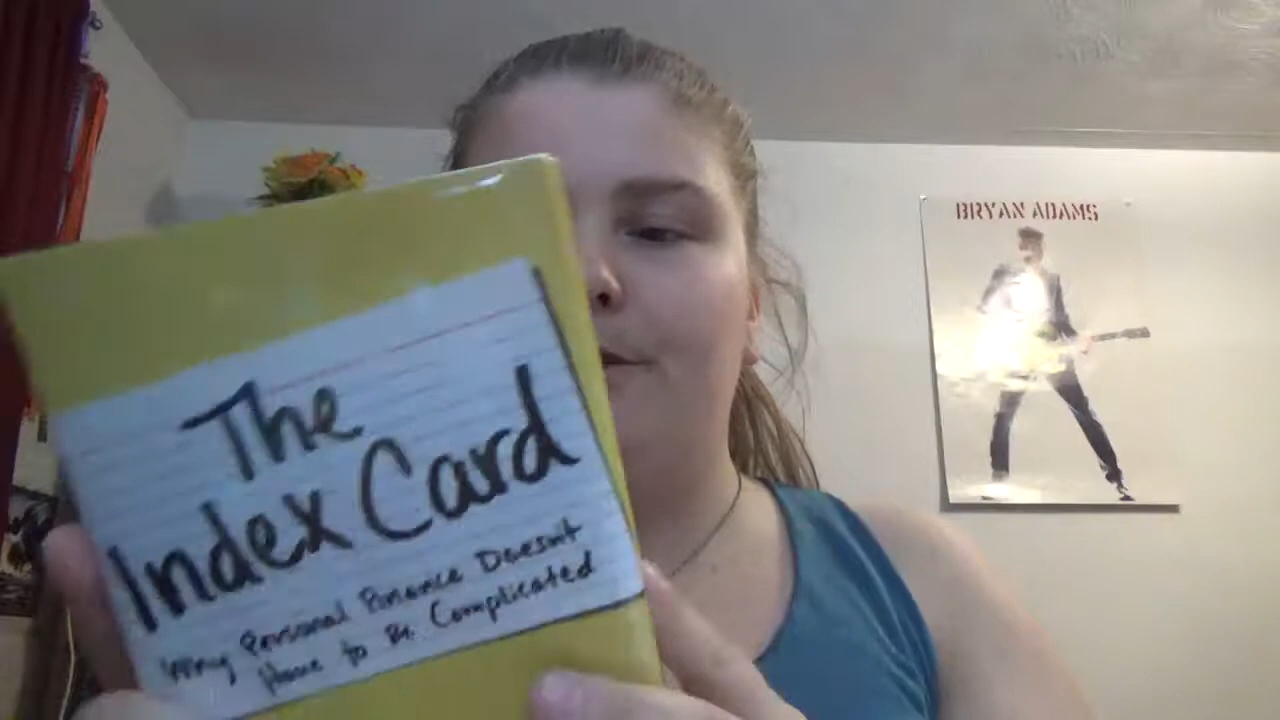 The
Index Card
Why Personal Finance Doesn't
Have to Be Complicated
BRYAN ADAMS